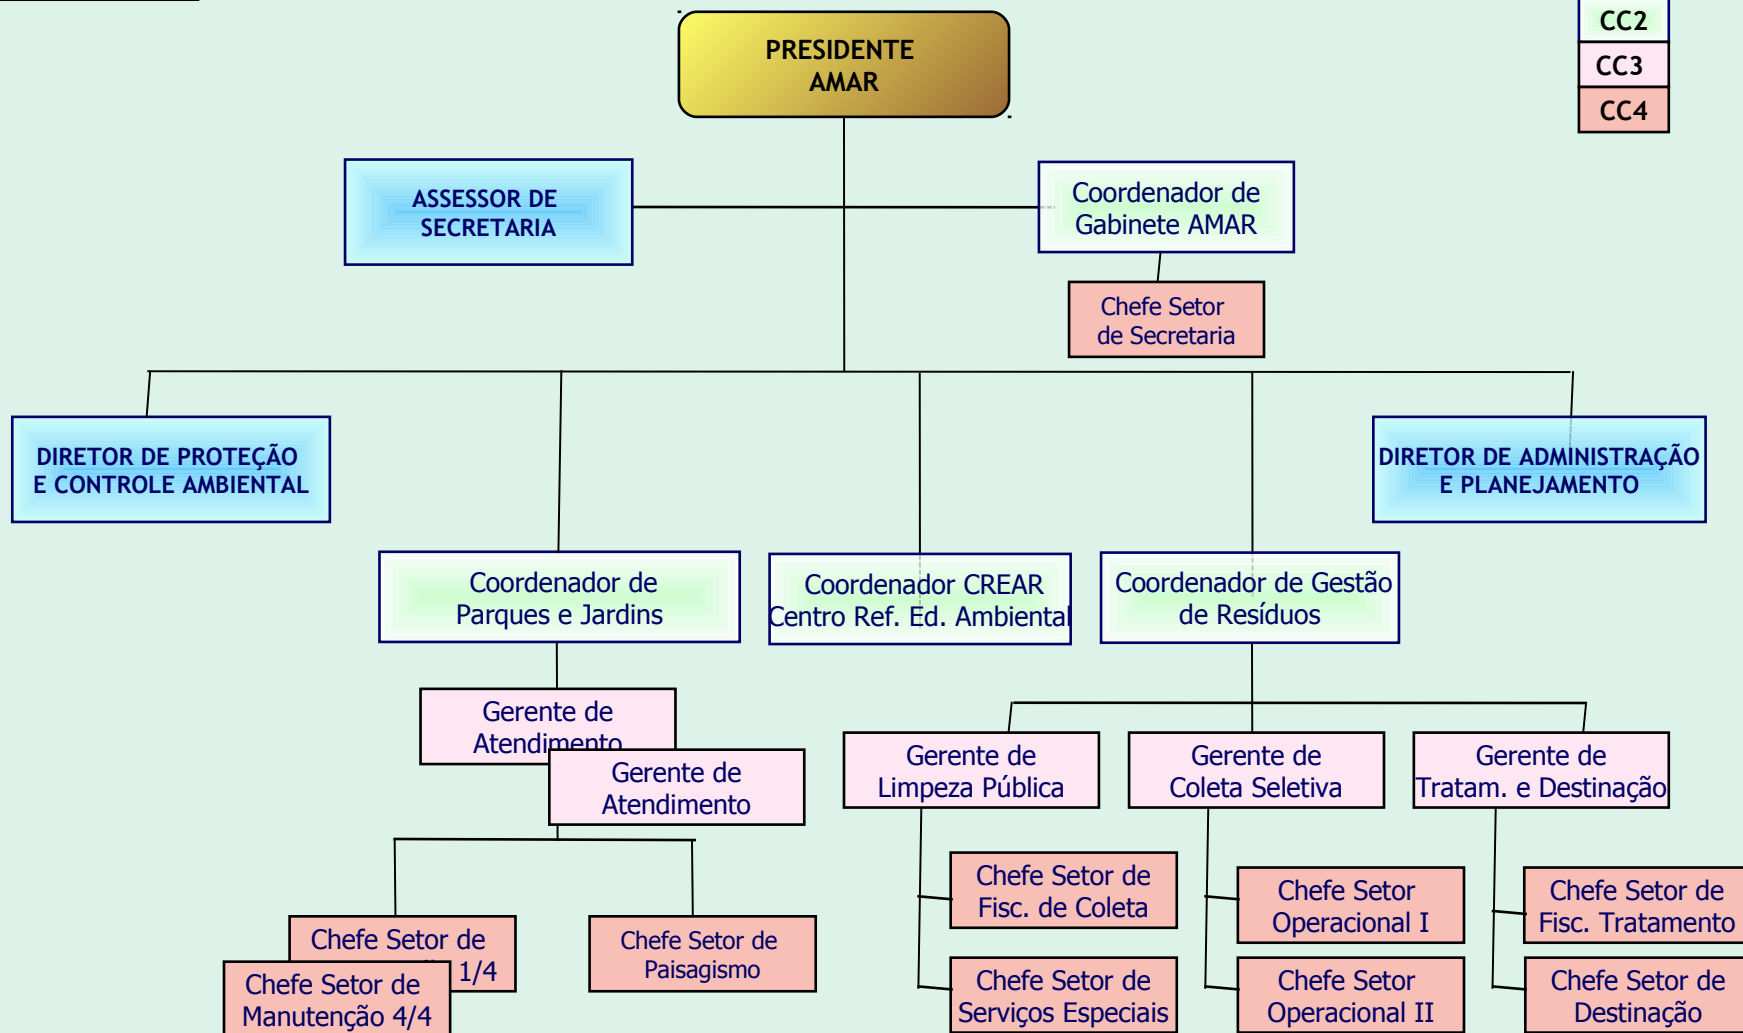 PRESIDENTE
AMAR
CC2
CC3
CC4
ASSESSOR DE
SECRETARIA
Coordenador de
Gabinete AMAR
Chefe Setor
de Secretaria
DIRETOR DE PROTEÇÃO
E CONTROLE AMBIENTAL
DIRETOR DE ADMINISTRAÇÃO
E PLANEJAMENTO
Coordenador de
Parques e Jardins
Coordenador CREAR
Centro Ref. Ed. Ambiental
Coordenador de Gestão
de Resíduos
Gerente de
Atendimento
Gerente de
Atendimento
Gerente de
Limpeza Pública
Gerente de
Coleta Seletiva
Gerente de
Tratam. e Destinação
Chefe Setor de
1/4
Chefe Setor de
Manutenção 4/4
Chefe Setor de
Paisagismo
Chefe Setor de
Fisc. de Coleta
Chefe Setor de
Serviços Especiais
Chefe Setor
Operacional I
Chefe Setor
Operacional II
Chefe Setor de
Fisc. Tratamento
Chefe Setor de
Destinação